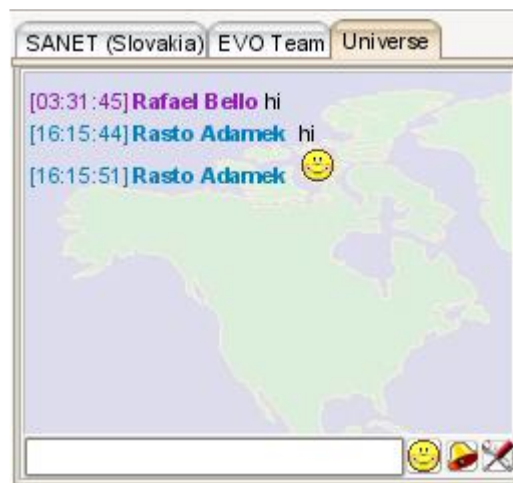 SANET (Slovakia) EVO Team Universe
[03:31:45] Rafael Bello hi
[16:15:44] Rasto Adamek hi
[16:15:51] Rasto Adamek